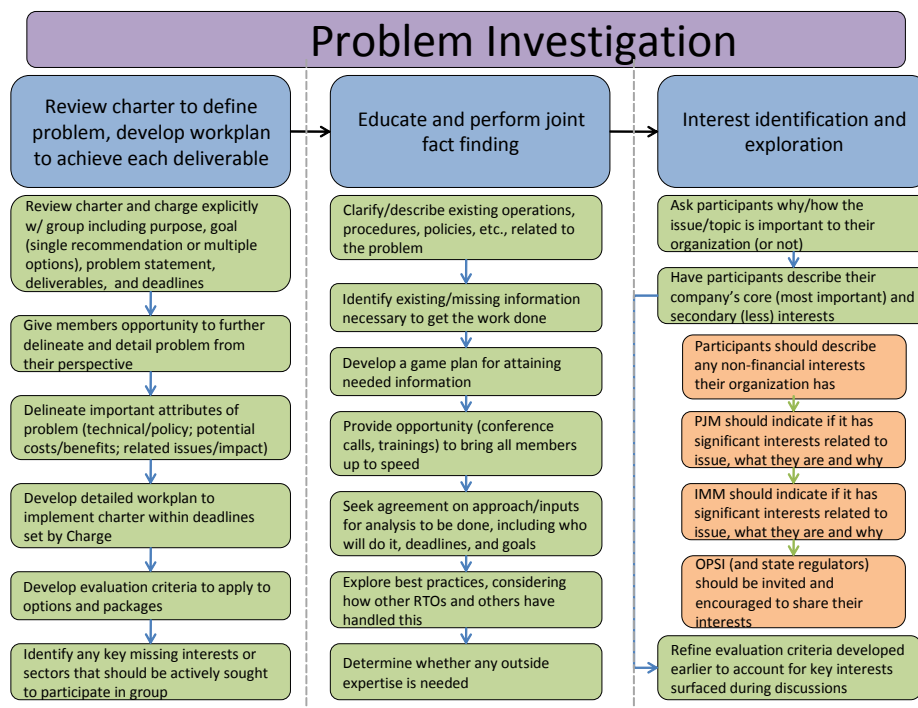 Problem Investigation
Review charter to define
problem, develop workplan
to achieve each deliverable
Review charter and charge explicitly
w/ group including purpose, goal
(single recommendation or multiple
options), problem statement,
deliverables,  and deadlines
Give members opportunity to further
delineate and detail problem from
their perspective
Delineate important attributes of
problem (technical/policy; potential
costs/benefits; related issues/impact)
Develop detailed workplan to
implement charter within deadlines
set by Charge
Develop evaluation criteria to apply to
options and packages
Identify any key missing interests or
sectors that should be actively sought
to participate in group
Educate and perform joint
fact finding
Clarify/describe existing operations,
procedures, policies, etc., related to
the problem
Identify existing/missing information
necessary to get the work done
Develop a game plan for attaining
needed information
Provide opportunity (conference
calls, trainings) to bring all members
up to speed
Seek agreement on approach/inputs
for analysis to be done, including who
will do it, deadlines, and goals
Explore best practices, considering
how other RTOs and others have
handled this
Determine whether any outside
expertise is needed
Interest identification and
exploration
Ask participants why/how the
issue/topic is important to their
organization (or not)
Have participants describe their
company's core (most important) and
secondary (less) interests
Participants should describe
any non-financial interests
their organization has
PJM should indicate if it has
significant interests related to
issue, what they are and why
IMM should indicate if it has
significant interests related to
issue, what they are and why
OPSI (and state regulators)
should be invited and
encouraged to share their
interests
Refine evaluation criteria developed
earlier to account for key interests
surfaced during discussions